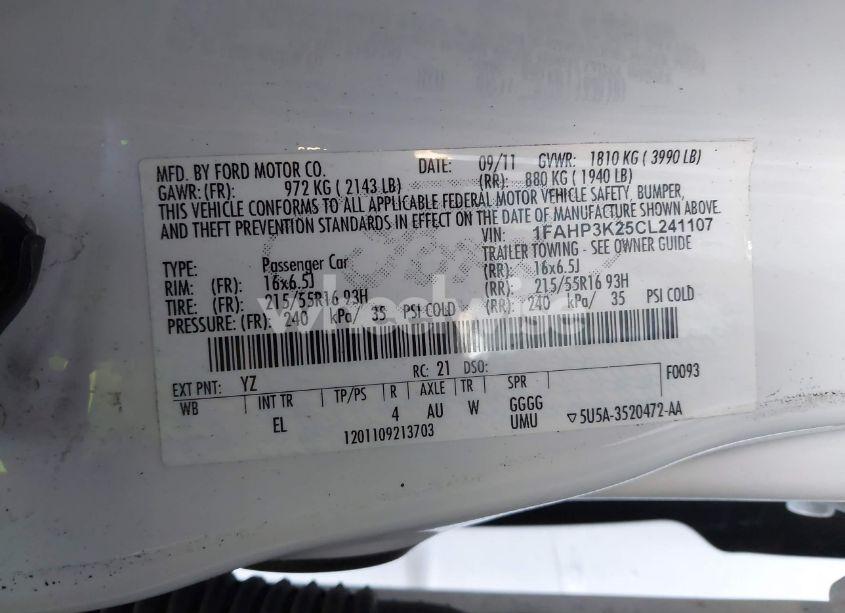 MFD. BY FORD MOTOR CO. DATE: 09/11 GVWR: 1810 KG ( 3990 LB)
GAWR: (FR): 972 KG ( 2143 LB) (RR): 880 KG ( 1940 LB)
THIS VEHICLE CONFORMS TO ALL APPLICABLE FEDERAL MOTOR VEHICLE SAFETY, BUMPER,
AND THEFT PREVENTION STANDARDS IN EFFECT ON THE DATE OF MANUFACTURE SHOWN ABOVE.
VIN: 1FAHP3K25CL241107
TYPE: Passenger Car TRAILER TOWING - SEE OWNER GUIDE
RIM: (FR): 16x6.5J (RR): 16x6.5J
TIRE: (FR): 215/55R16 93H (RR): 215/55R16 93H
PRESSURE: (FR): 240 kPa/ 35 PSI COLD (RR): 240 kPa/ 35 PSI COLD
wheelwise
EXT PNT: YZ RC: 21 DSO: F0093
WB INT TR TP/PS R AXLE TR SPR
EL 4 AU W GGGG
UMU
1201109213703 ▽5U5A-3520472-AA